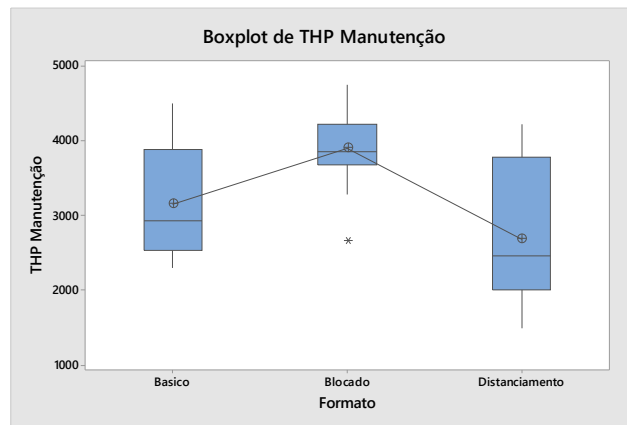 Boxplot de THP Manutenção
5000
4000
3000
2000
1000
THP Manutenção
Basico
Blocado
Distanciamento
Formato